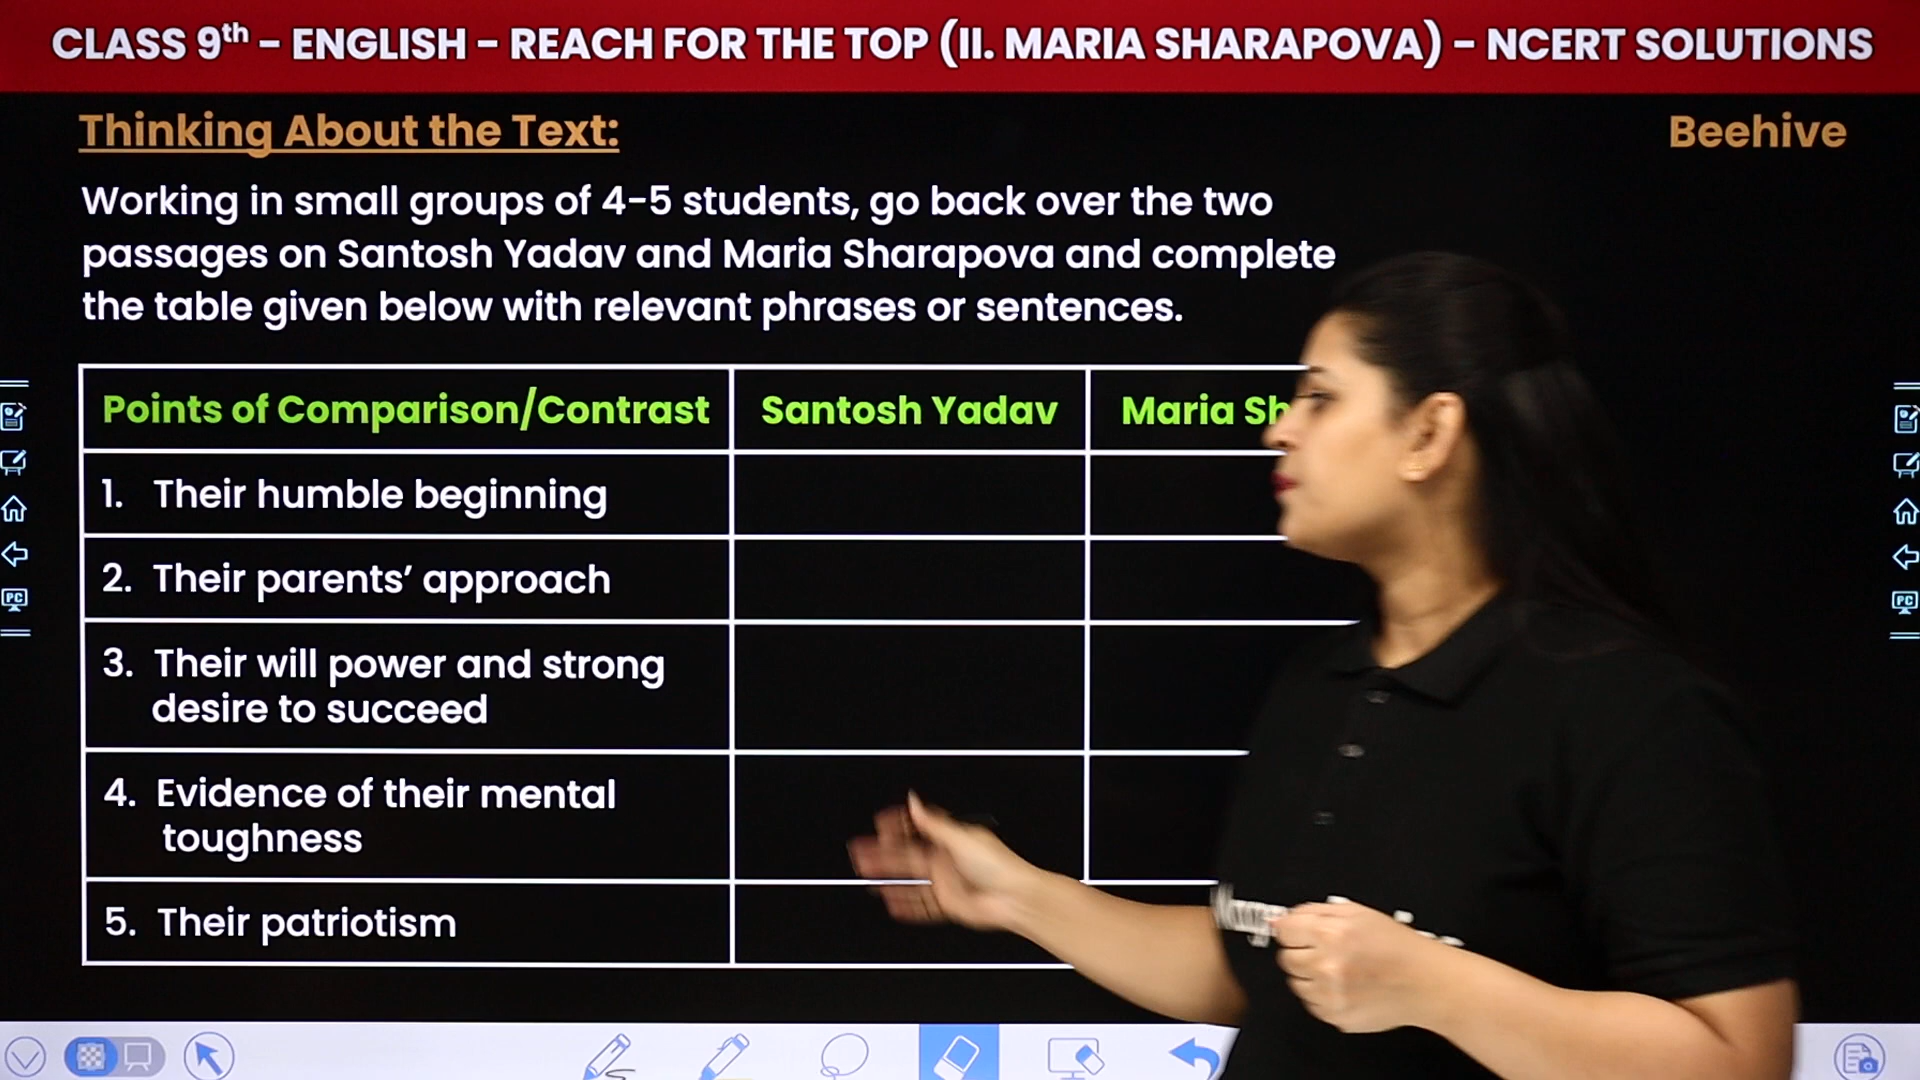 CLASS 9th - ENGLISH - REACH FOR THE TOP (II. MARIA SHARAPOVA) - NCERT SOLUTIONS
Thinking About the Text:
Beehive
Working in small groups of 4-5 students, go back over the two
passages on Santosh Yadav and Maria Sharapova and complete
the table given below with relevant phrases or sentences.
Points of Comparison/Contrast
Santosh Yadav
Maria Sh
1. Their humble beginning
2. Their parents' approach
3. Their will power and strong
desire to succeed
4. Evidence of their mental
toughness
5. Their patriotism
PC
PC